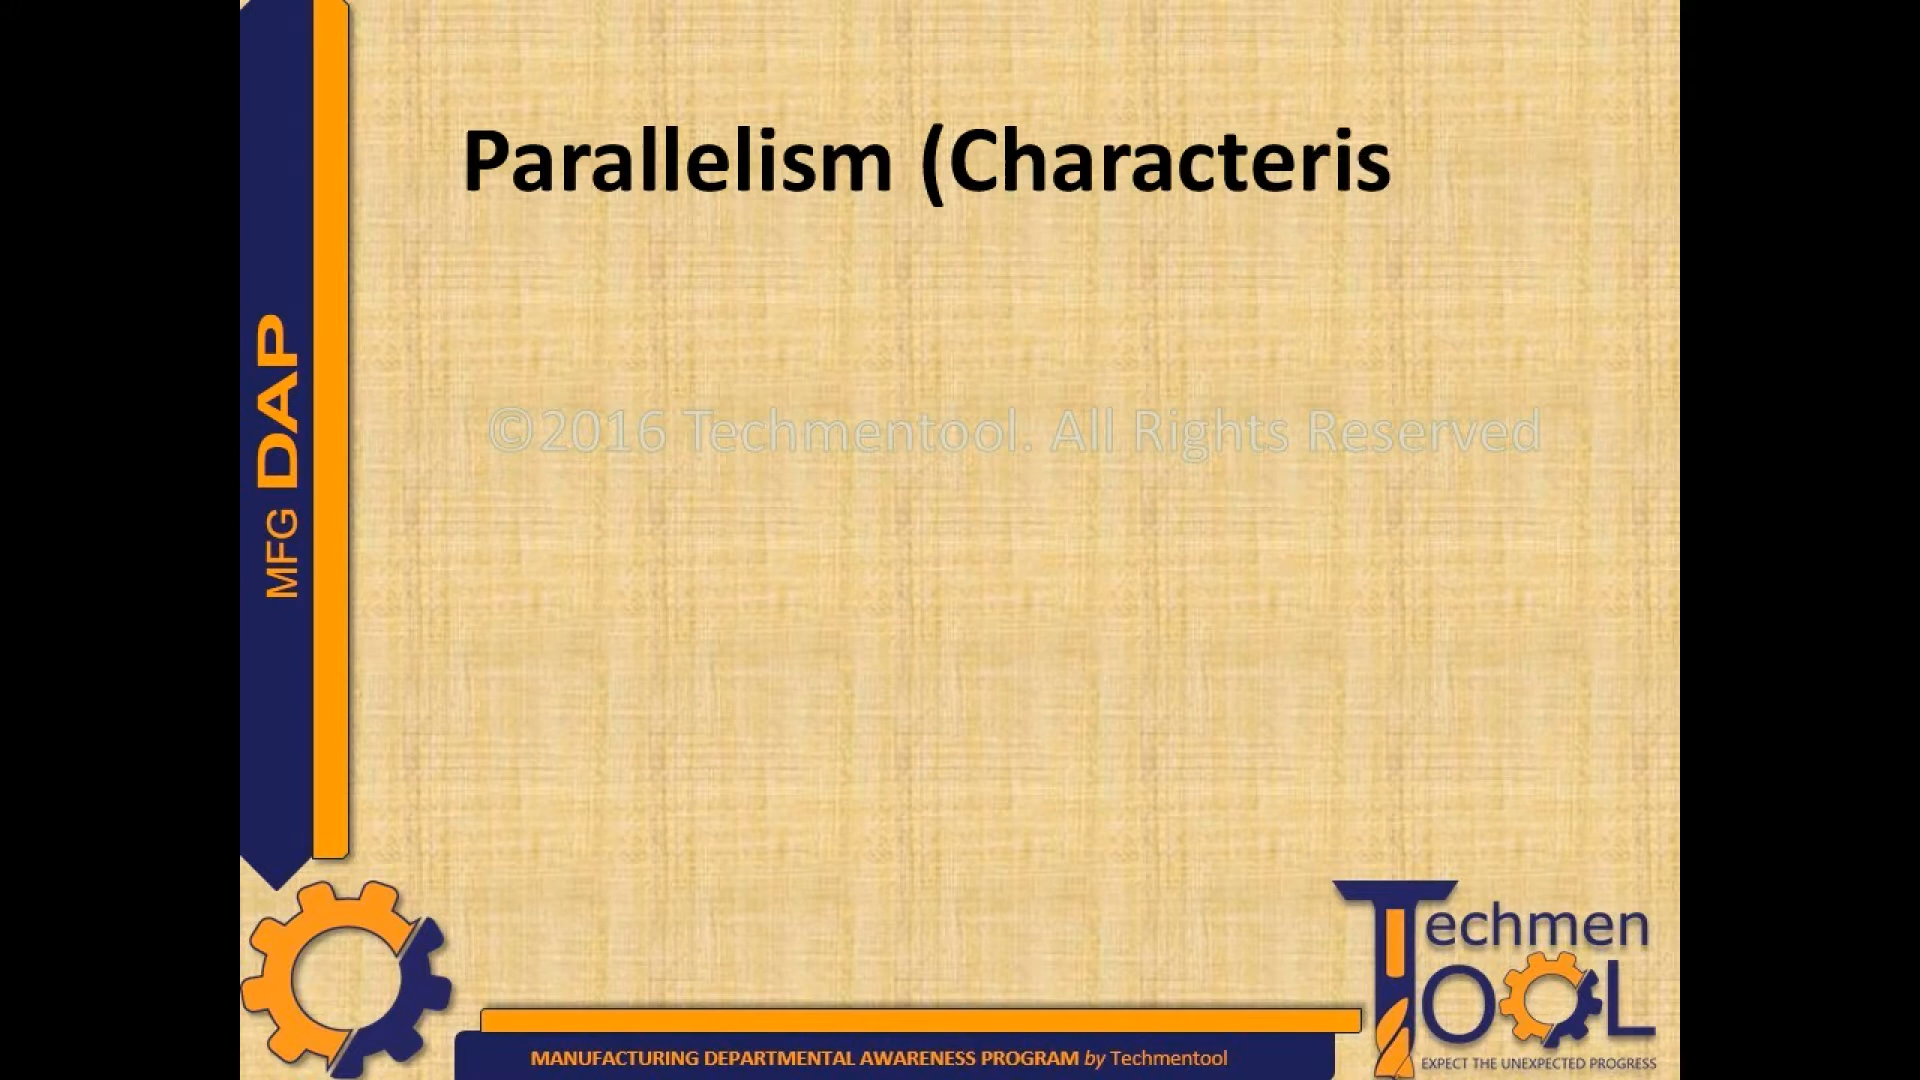 Parallelism (Characteris
©2016 Techmentool. All Rights Reserved
MFG DAP
Techmen
TOOL
EXPECT THE UNEXPECTED PROGRESS
MANUFACTURING DEPARTMENTAL AWARENESS PROGRAM by Techmentool